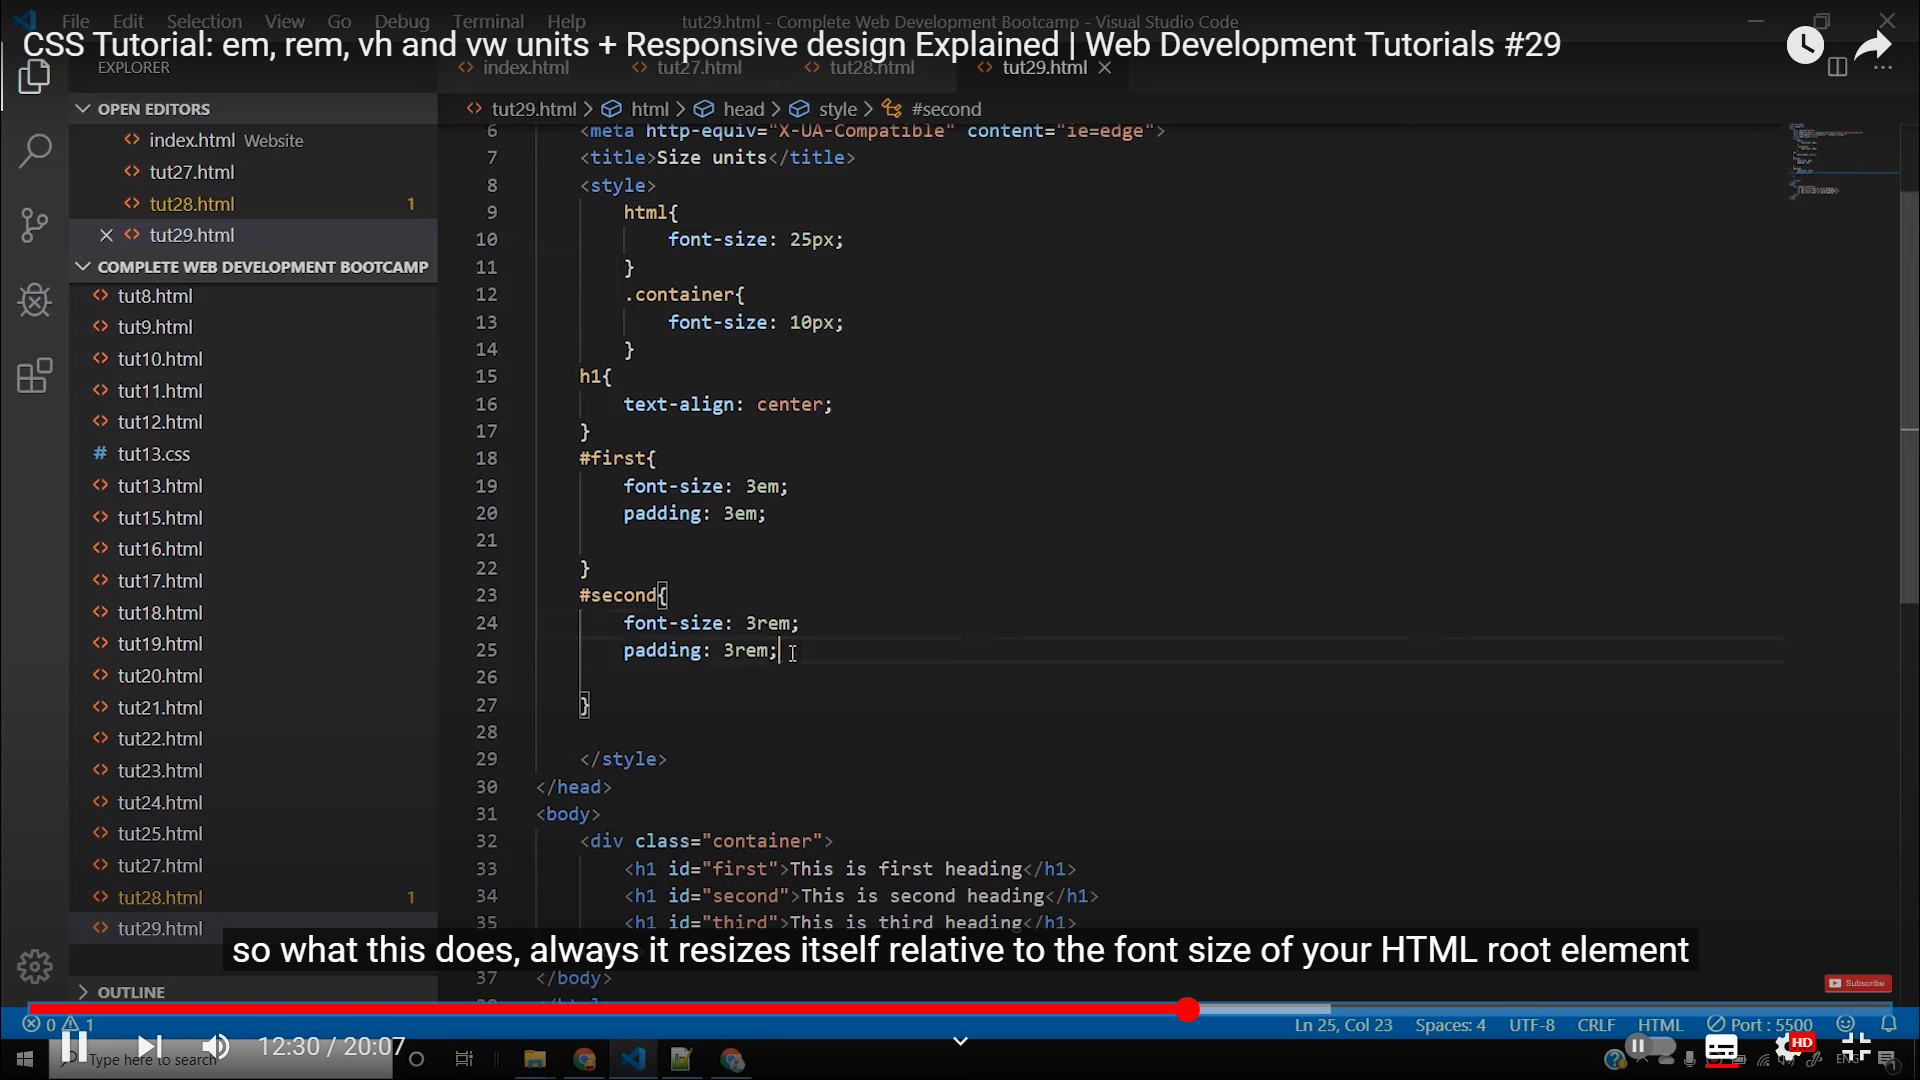 File Edit Selection View Go Debug Terminal Help
tut29.html - Complete Web Development Bootcamp - Visual Studio Code
CSS Tutorial: em, rem, vh and vw units + Responsive design Explained | Web Development Tutorials #29
EXPLORER
index.html tut27.html tut28.html tut29.html
OPEN EDITORS
index.html Website
tut27.html
tut28.html 1
tut29.html
COMPLETE WEB DEVELOPMENT BOOTCAMP
tut8.html
tut9.html
tut10.html
tut11.html
tut12.html
tut13.css
tut13.html
tut15.html
tut16.html
tut17.html
tut18.html
tut19.html
tut20.html
tut21.html
tut22.html
tut23.html
tut24.html
tut25.html
tut27.html
tut28.html 1
tut29.html
OUTLINE
tut29.html > html > head > style > #second
6 <meta http-equiv="X-UA-Compatible" content="ie=edge">
7 <title>Size units</title>
8 <style>
9 html{
10 font-size: 25px;
11 }
12 .container{
13 font-size: 10px;
14 }
15 h1{
16 text-align: center;
17 }
18 #first{
19 font-size: 3em;
20 padding: 3em;
21
22 }
23 #second{
24 font-size: 3rem;
25 padding: 3rem;
26
27 }
28
29 </style>
30 </head>
31 <body>
32 <div class="container">
33 <h1 id="first">This is first heading</h1>
34 <h1 id="second">This is second heading</h1>
35 <h1 id="third">This is third heading</h1>
so what this does, always it resizes itself relative to the font size of your HTML root element
37 </body>
Subscribe
0 1 Ln 25, Col 23 Spaces: 4 UTF-8 CRLF HTML Port : 5500
12:30 / 20:07
HD
Type here to search